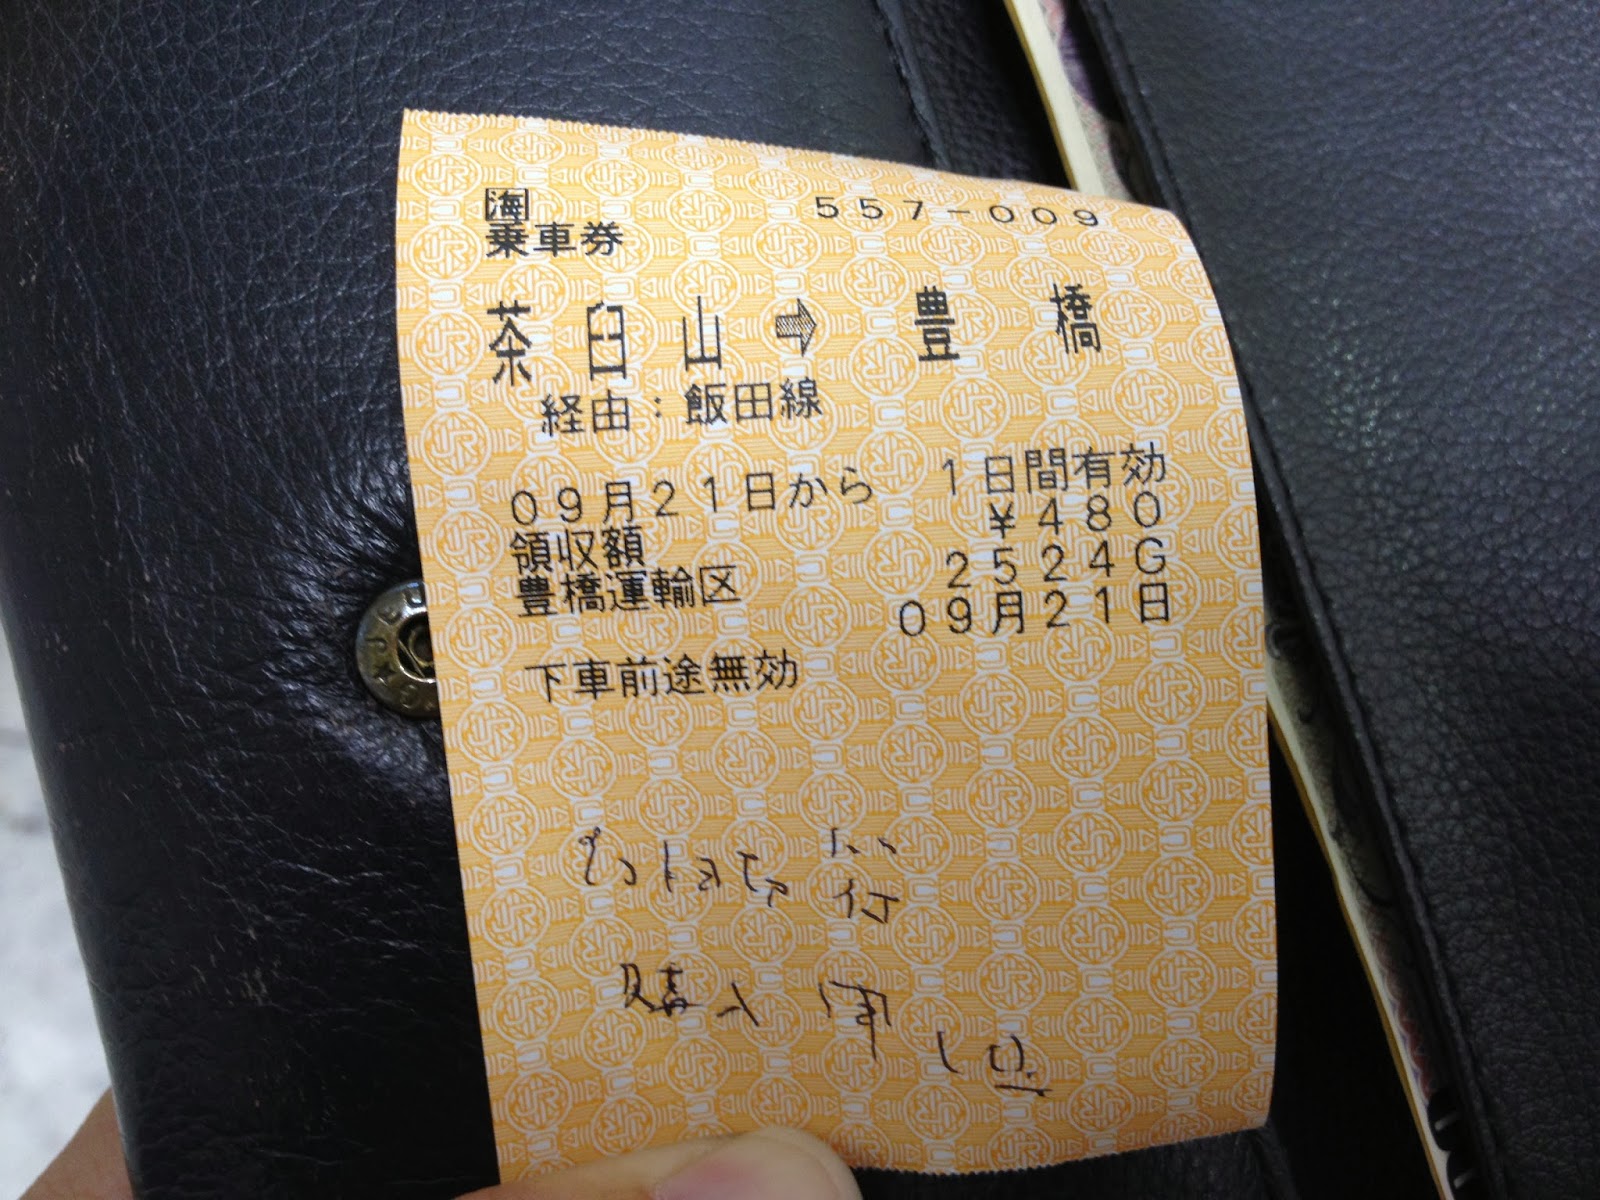 海 557-009
乗車券
茶臼山⇨豊橋
経由:飯田線
09月21日から 1日間有効
領収額 ¥480
豊橋運輸区 2524G
09月21日
下車前途無効
購入